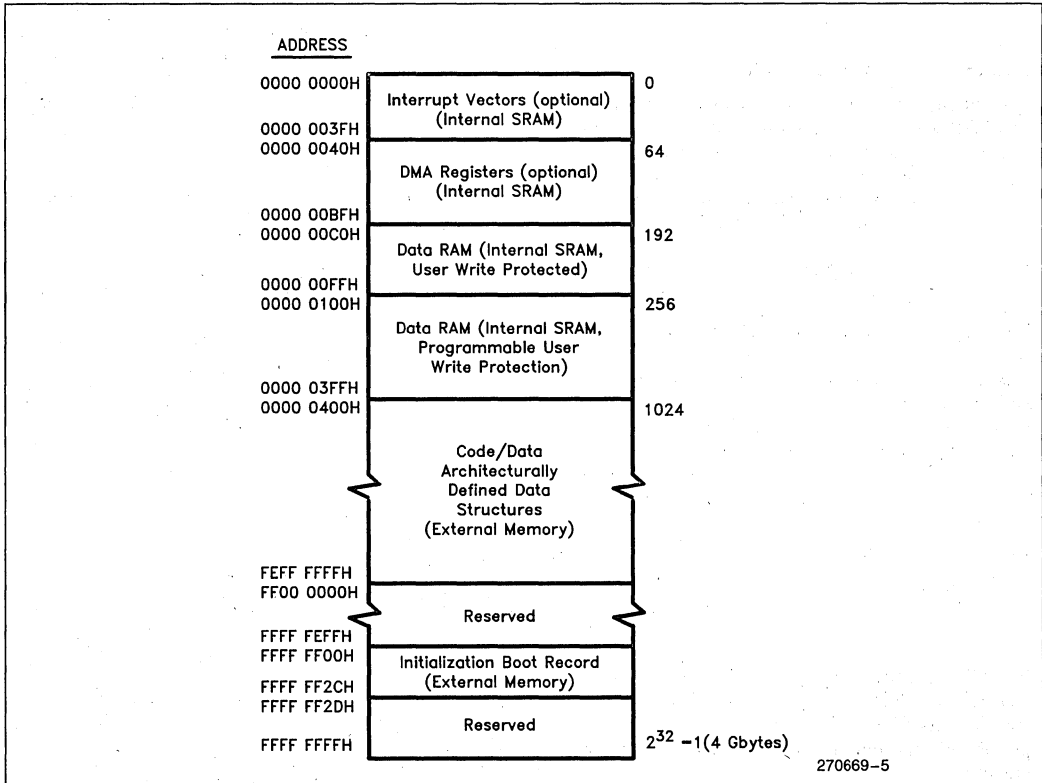 ADDRESS
0000 0000H
0
Interrupt Vectors (optional)
(Internal SRAM)
0000 003FH
0000 0040H
64
DMA Registers (optional)
(Internal SRAM)
0000 00BFH
0000 00C0H
192
Data RAM (Internal SRAM,
User Write Protected)
0000 00FFH
0000 0100H
256
Data RAM (Internal SRAM,
Programmable User
Write Protection)
0000 03FFH
0000 0400H
1024
Code/Data
Architecturally
Defined Data
Structures
(External Memory)
FEFF FFFFH
FF00 0000H
Reserved
FFFF FEFFH
FFFF FF00H
Initialization Boot Record
(External Memory)
FFFF FF2CH
FFFF FF2DH
Reserved
FFFF FFFFH
2^32 -1(4 Gbytes)
270669-5